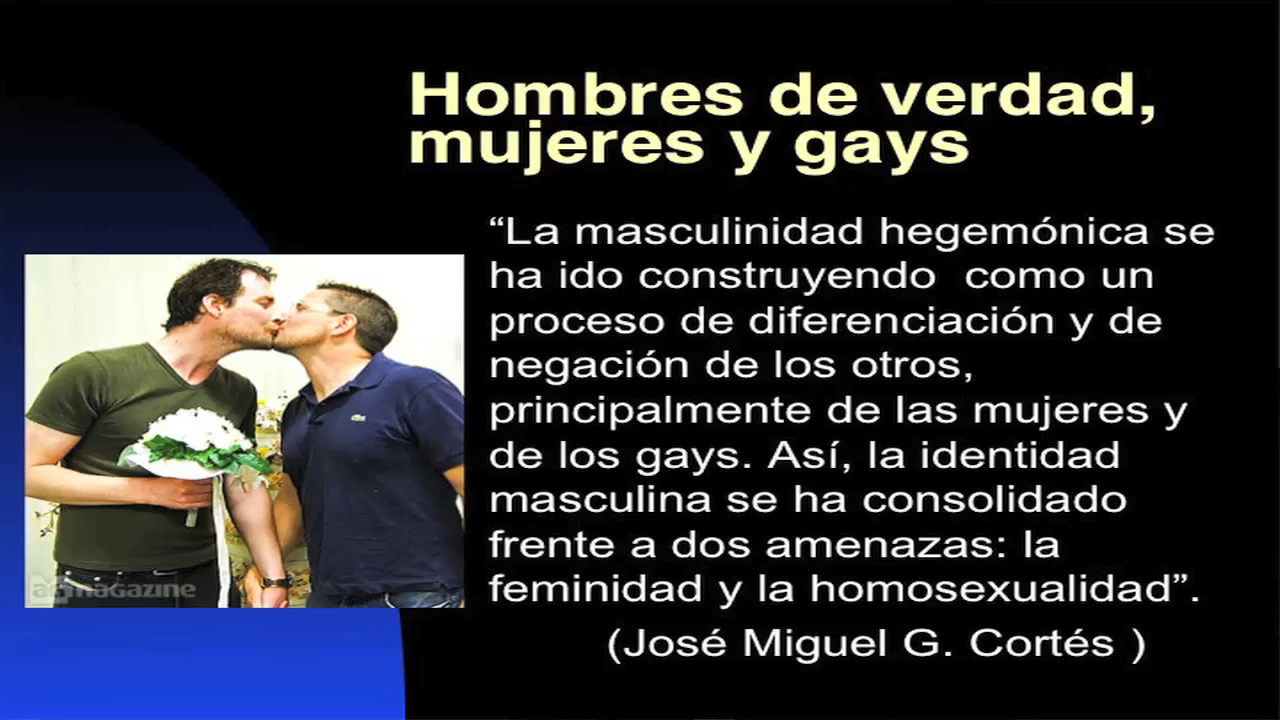 Hombres de verdad,
mujeres y gays
“La masculinidad hegemónica se
ha ido construyendo como un
proceso de diferenciación y de
negación de los otros,
principalmente de las mujeres y
de los gays. Así, la identidad
masculina se ha consolidado
frente a dos amenazas: la
feminidad y la homosexualidad”.
(José Miguel G. Cortés )
agmagazine